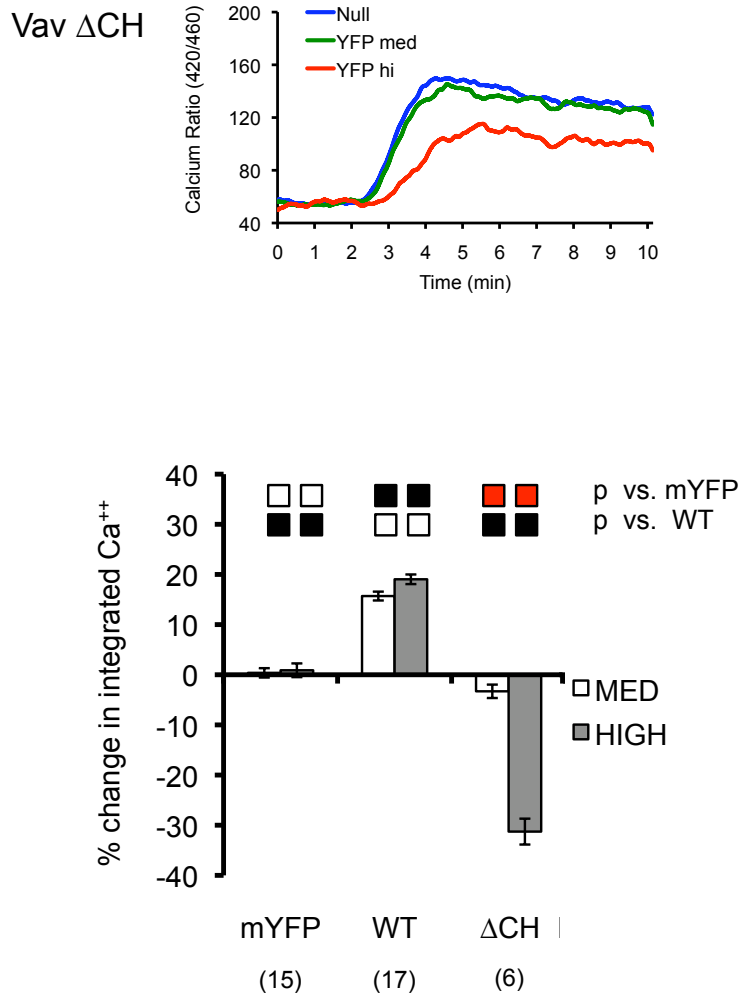 Vav ΔCH
Calcium Ratio (420/460)
200
160
120
80
40
Null
YFP med
YFP hi
0 1 2 3 4 5 6 7 8 9 10
Time (min)
% change in integrated Ca++
40
30
20
10
0
-10
-20
-30
-40
p vs. mYFP
p vs. WT
MED
HIGH
mYFP WT ΔCH
(15) (17) (6)